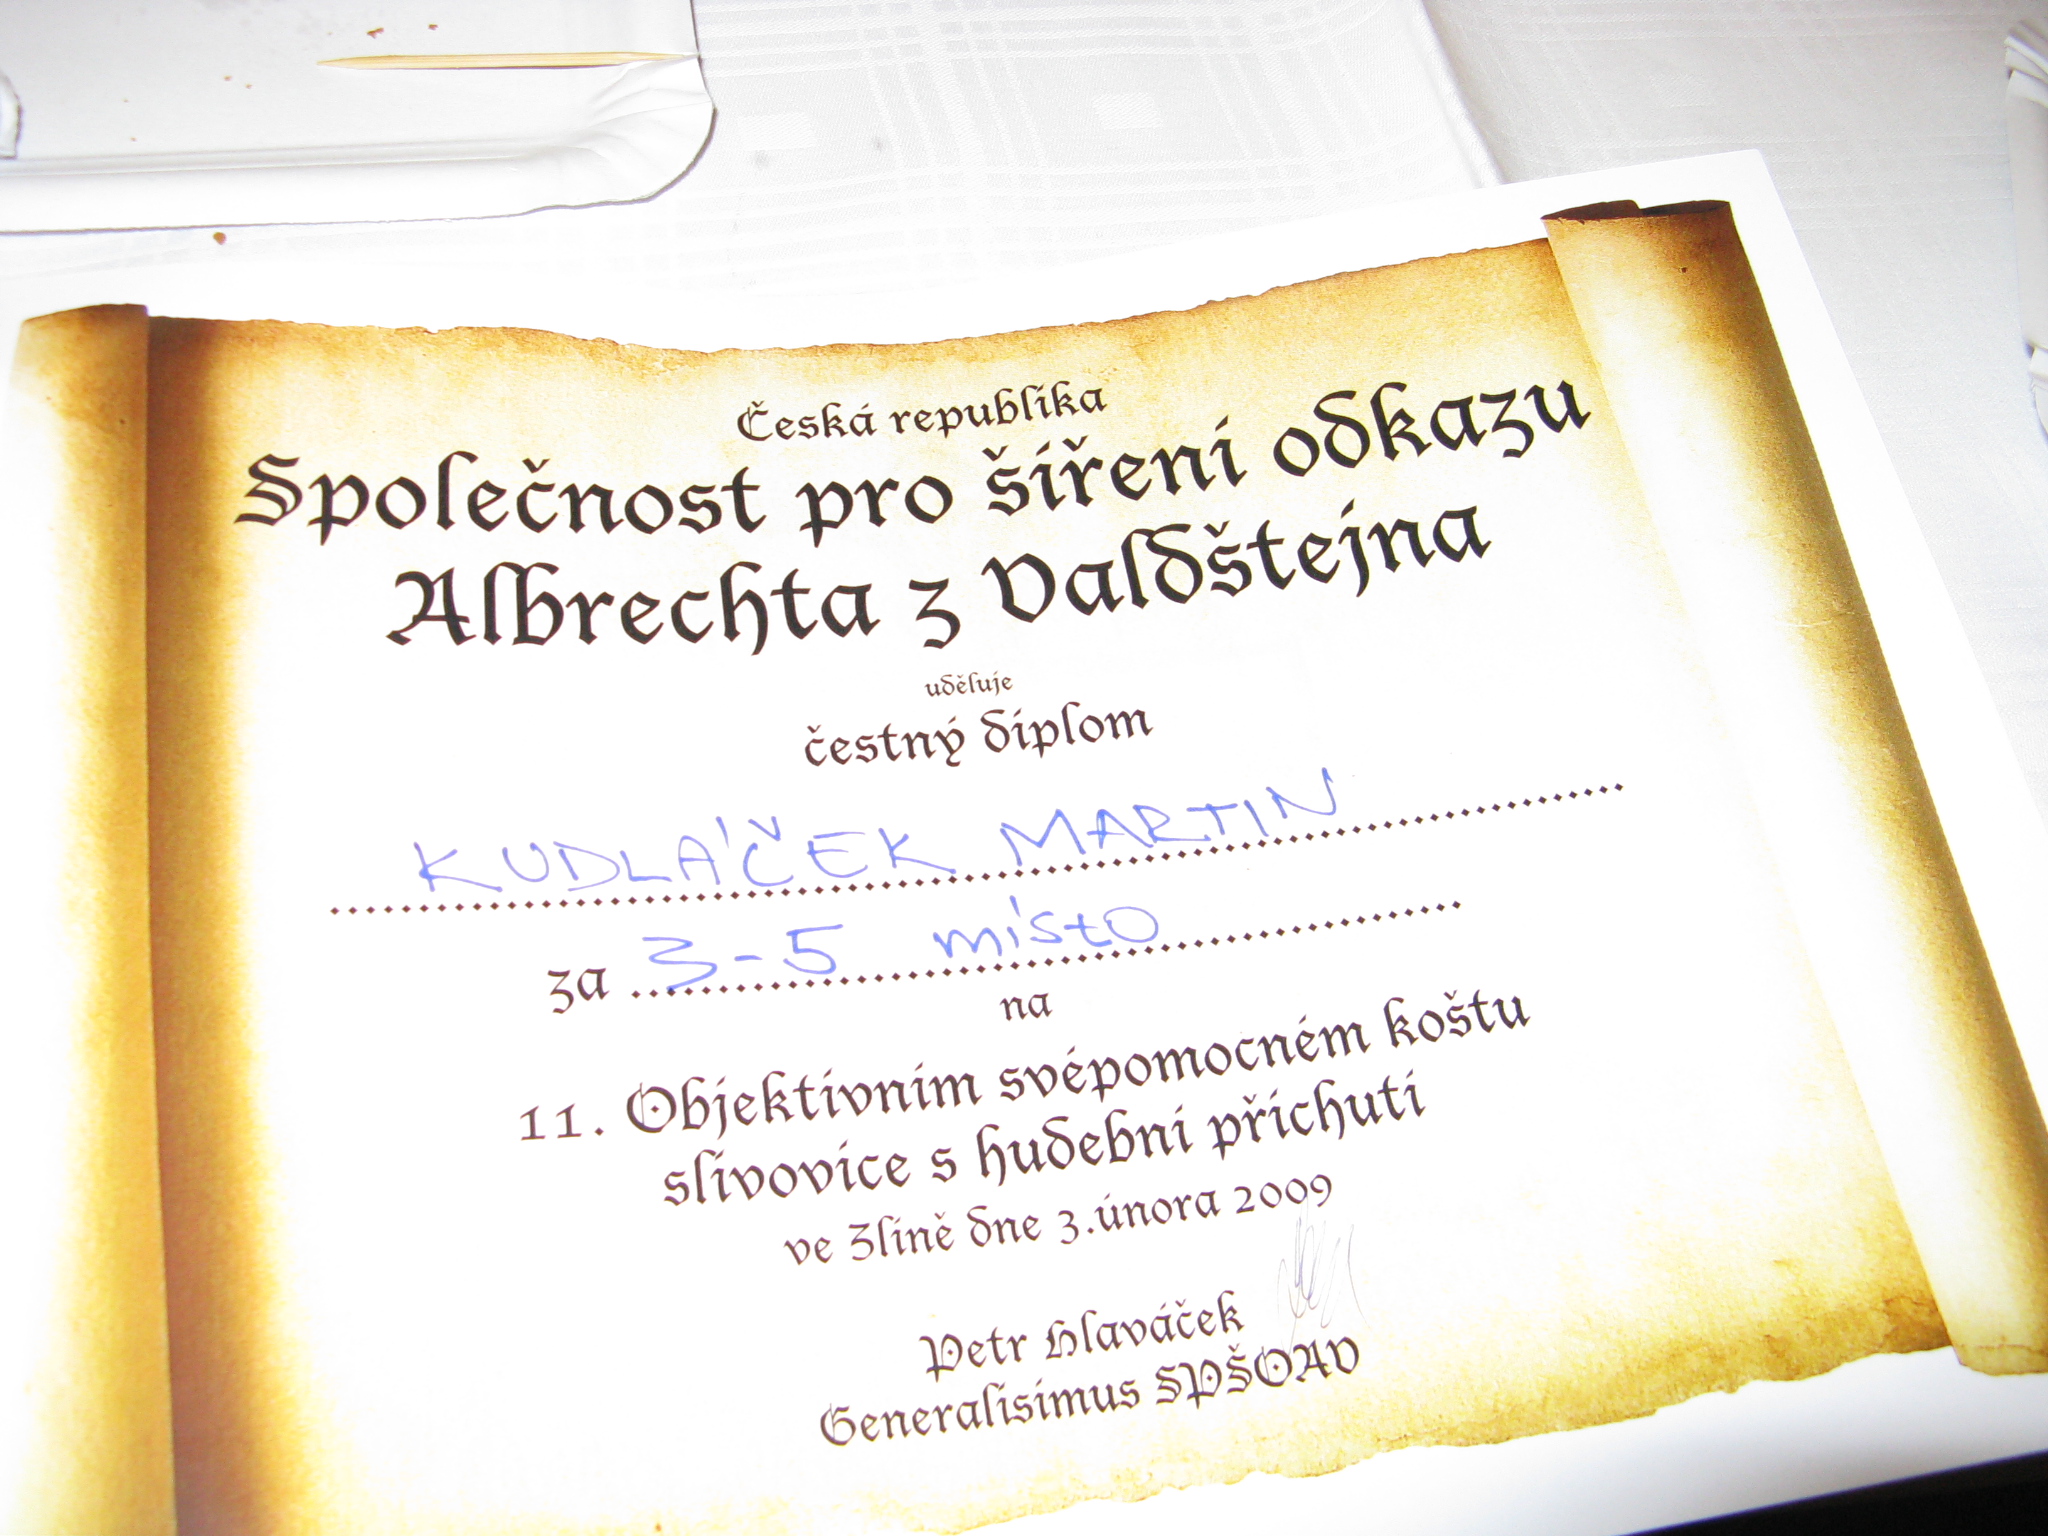 Česká republika
Společnost pro šíření odkazu
Albrechta z Valdštejna
uděluje
čestný diplom
KUDLÁČEK MARTIN
za 3-5 místo
na
11. Objektivním svépomocném koštu
slivovice s hudební příchutí
ve Zlíně dne 3.února 2009
Petr Hlaváček
Generalisimus SPŠOAV